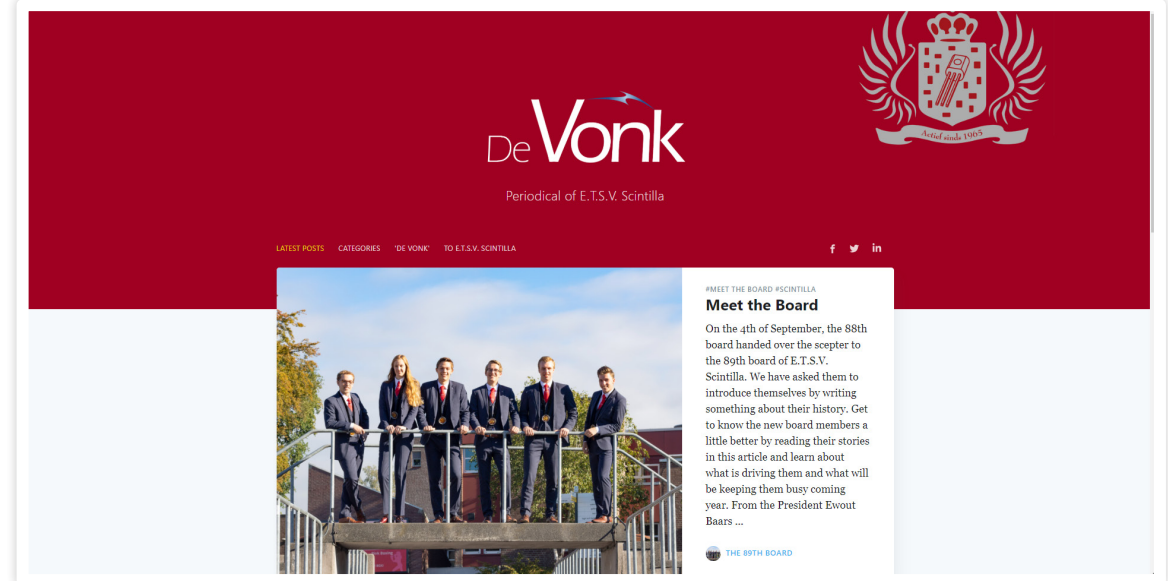 Actief sinds 1965
De Vonk
Periodical of E.T.S.V. Scintilla
LATEST POSTS CATEGORIES 'DE VONK' TO E.T.S.V. SCINTILLA
#MEET THE BOARD #SCINTILLA
Meet the Board
On the 4th of September, the 88th
board handed over the scepter to
the 89th board of E.T.S.V.
Scintilla. We have asked them to
introduce themselves by writing
something about their history. Get
to know the new board members a
little better by reading their stories
in this article and learn about
what is driving them and what will
be keeping them busy coming
year. From the President Ewout
Baars ...
THE 89TH BOARD